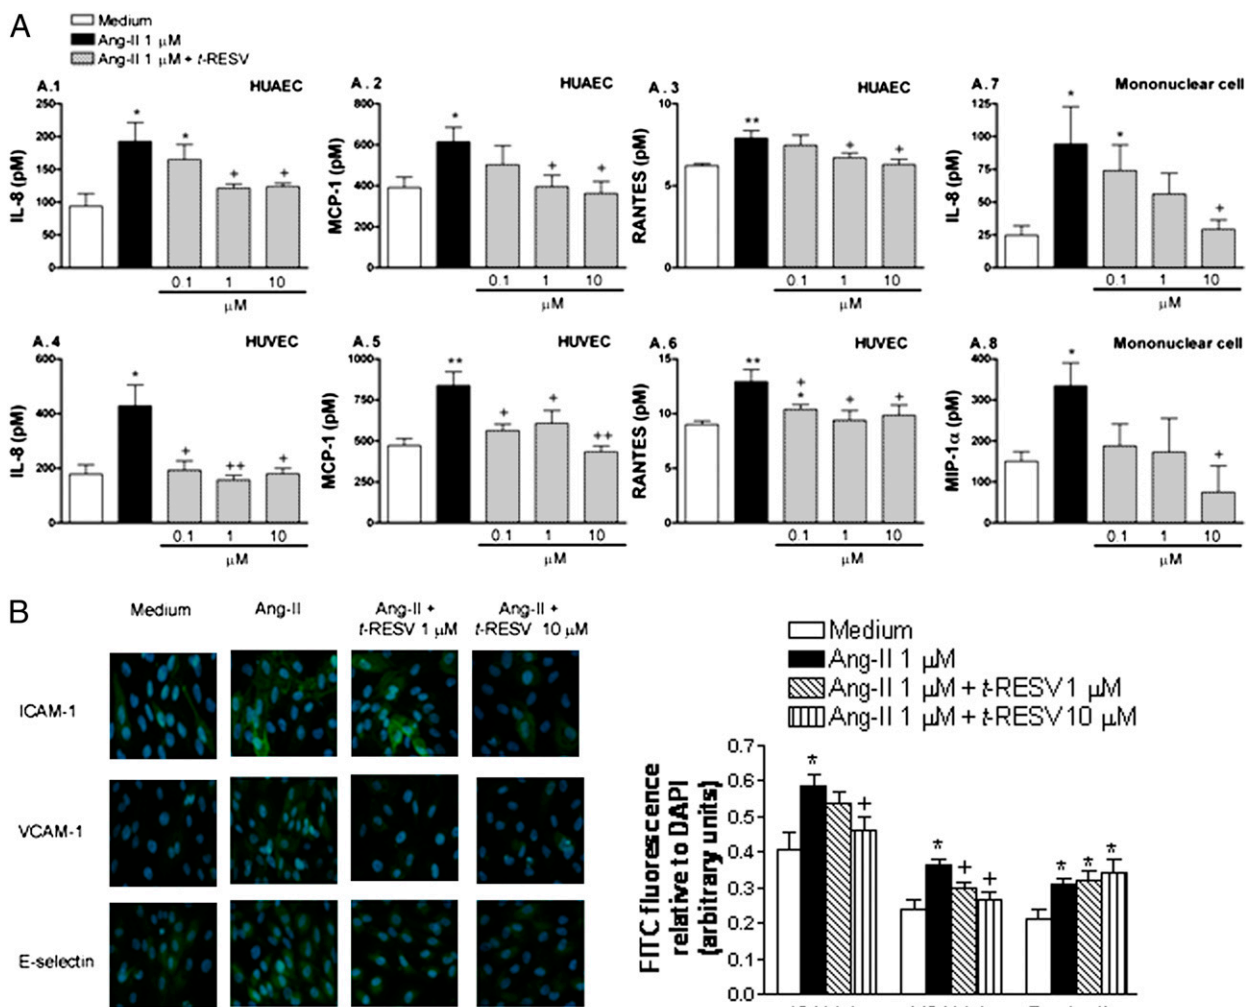 A
Medium
Ang-II 1 μM
Ang-II 1 μM + t-RESV
A.1 HUAEC
IL-8 (pM)
250
200
150
100
50
0
*
*
+
+
0.1 1 10
μM
A.2 HUAEC
MCP-1 (pM)
800
600
400
200
0
*
+
+
0.1 1 10
μM
A.3 HUAEC
RANTES (pM)
10
5
0
**
+
+
0.1 1 10
μM
A.7 Mononuclear cell
IL-8 (pM)
125
100
75
50
25
0
*
*
+
0.1 1 10
μM
A.4 HUVEC
IL-8 (pM)
600
400
200
0
*
+
++
+
0.1 1 10
μM
A.5 HUVEC
MCP-1 (pM)
1000
750
500
250
0
**
+
+
++
0.1 1 10
μM
A.6 HUVEC
RANTES (pM)
15
10
5
0
**
+
*
+
+
0.1 1 10
μM
A.8 Mononuclear cell
MIP-1α (pM)
400
300
200
100
0
*
+
0.1 1 10
μM
B
Medium Ang-II Ang-II + Ang-II +
t-RESV 1 μM t-RESV 10 μM
ICAM-1
VCAM-1
E-selectin
Medium
Ang-II 1 μM
Ang-II 1 μM + t-RESV 1 μM
Ang-II 1 μM + t-RESV 10 μM
FITC fluorescence
relative to DAPI
(arbitrary units)
0.7
0.6
0.5
0.4
0.3
0.2
0.1
0.0
* +
* + +
* * *